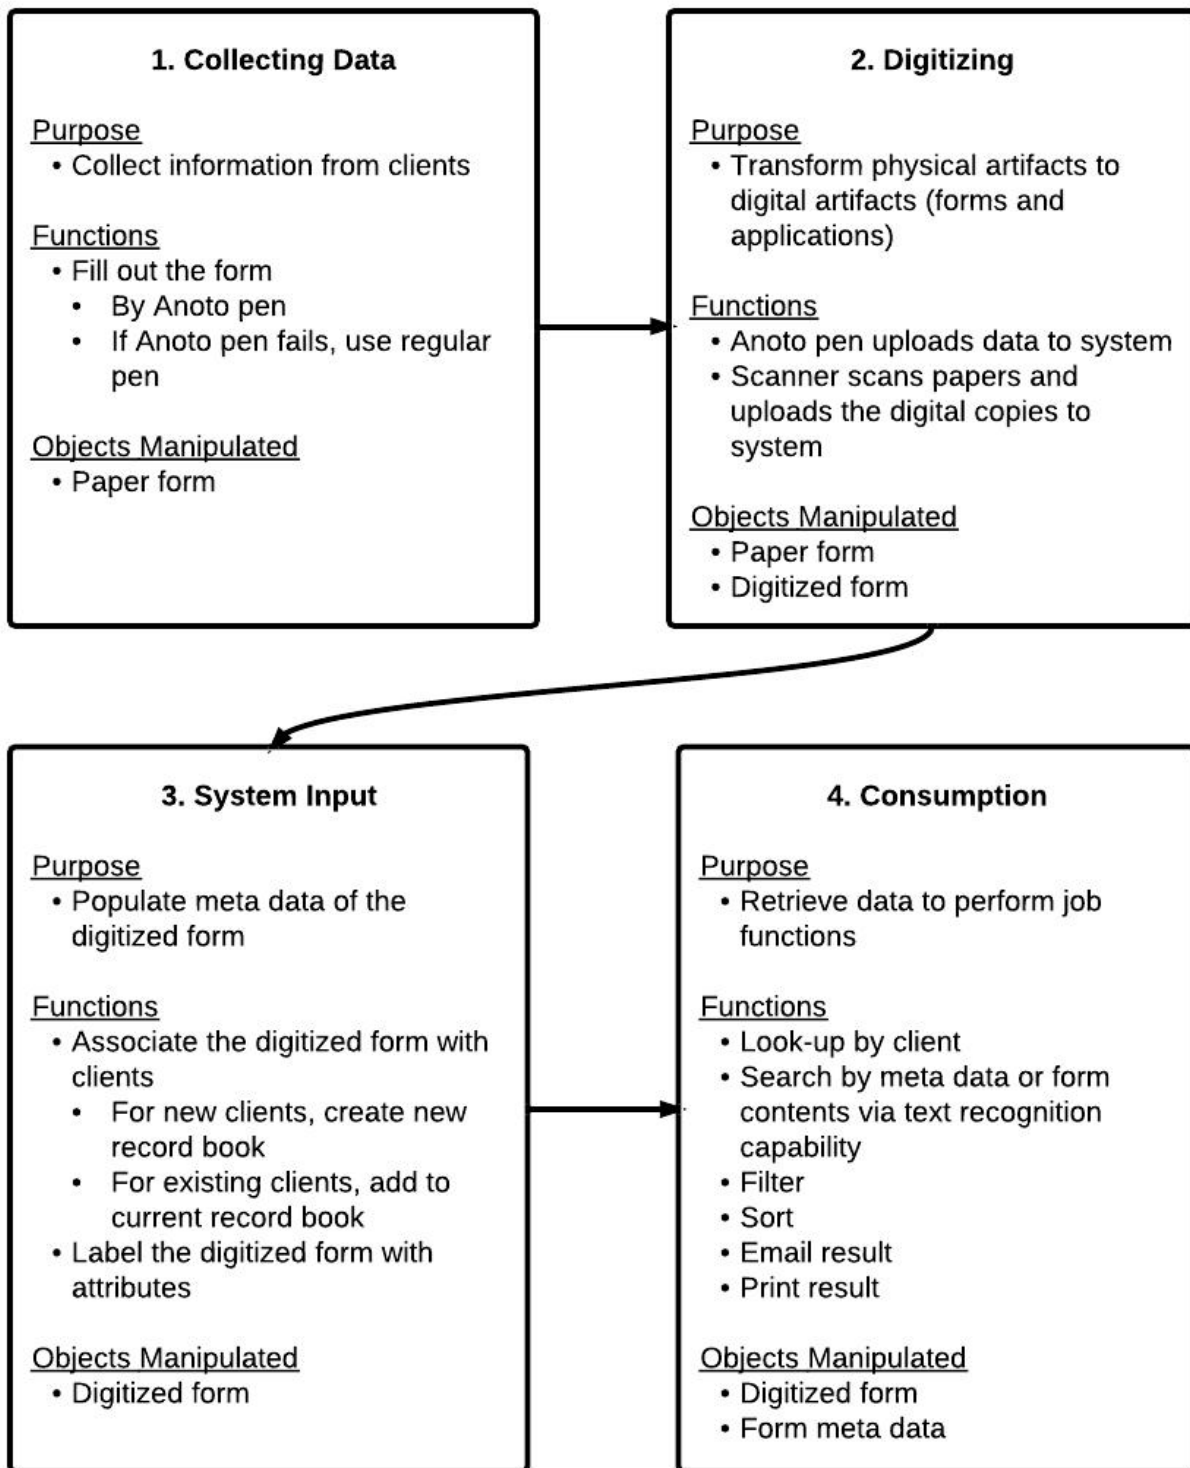 1. Collecting Data
Purpose
• Collect information from clients
Functions
• Fill out the form
• By Anoto pen
• If Anoto pen fails, use regular
pen
Objects Manipulated
• Paper form
2. Digitizing
Purpose
• Transform physical artifacts to
digital artifacts (forms and
applications)
Functions
• Anoto pen uploads data to system
• Scanner scans papers and
uploads the digital copies to
system
Objects Manipulated
• Paper form
• Digitized form
3. System Input
Purpose
• Populate meta data of the
digitized form
Functions
• Associate the digitized form with
clients
• For new clients, create new
record book
• For existing clients, add to
current record book
• Label the digitized form with
attributes
Objects Manipulated
• Digitized form
4. Consumption
Purpose
• Retrieve data to perform job
functions
Functions
• Look-up by client
• Search by meta data or form
contents via text recognition
capability
• Filter
• Sort
• Email result
• Print result
Objects Manipulated
• Digitized form
• Form meta data